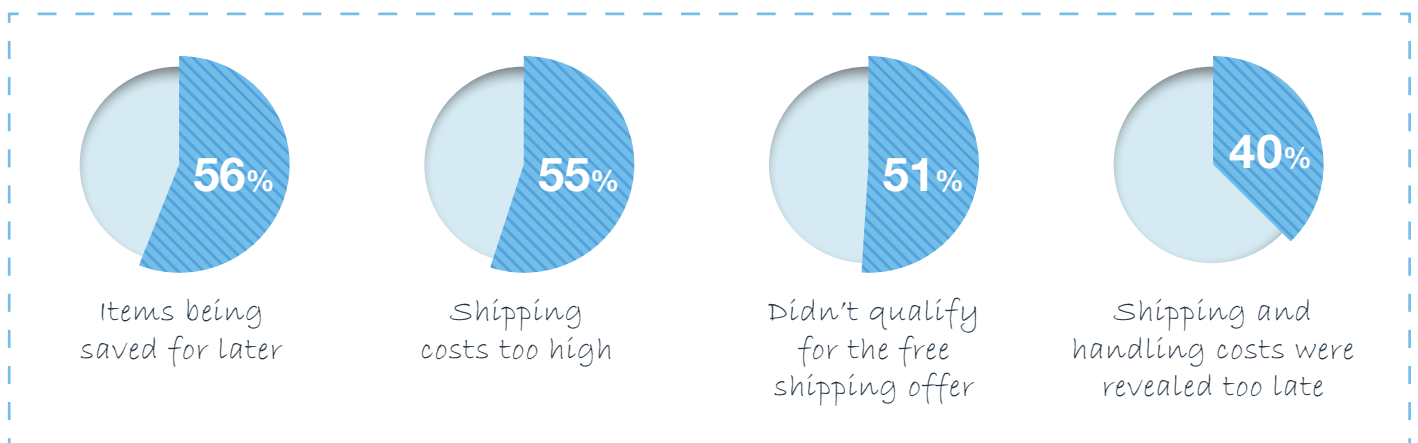 56%
Items being
saved for later
55%
Shipping
costs too high
51%
Didn't qualify
for the free
shipping offer
40%
Shipping and
handling costs were
revealed too late